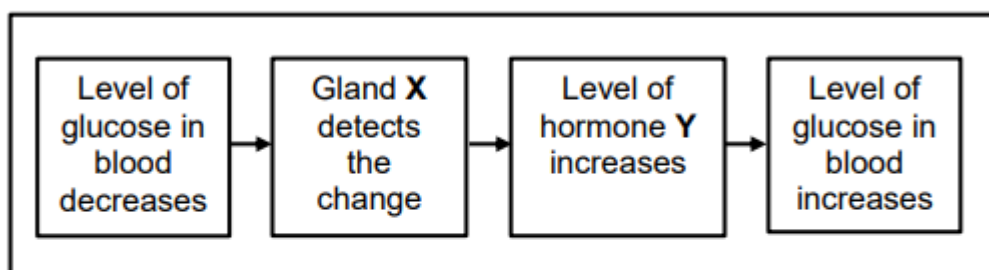 Level of
glucose in
blood
decreases
Gland X
detects
the
change
Level of
hormone Y
increases
Level of
glucose in
blood
increases